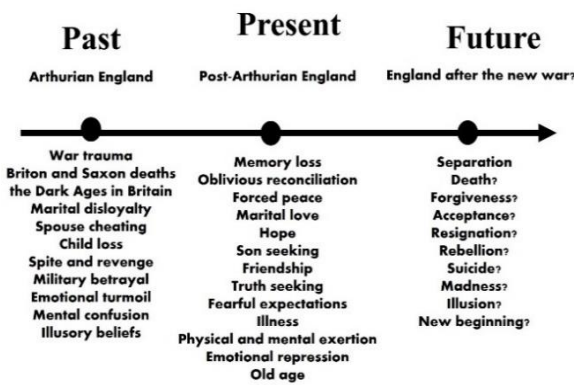 Past
Present
Future
Arthurian England
Post-Arthurian England
England after the new war?
War trauma
Briton and Saxon deaths
the Dark Ages in Britain
Marital disloyalty
Spouse cheating
Child loss
Spite and revenge
Military betrayal
Emotional turmoil
Mental confusion
Illusory beliefs
Memory loss
Oblivious reconciliation
Forced peace
Marital love
Hope
Son seeking
Friendship
Truth seeking
Fearful expectations
Illness
Physical and mental exertion
Emotional repression
Old age
Separation
Death?
Forgiveness?
Acceptance?
Resignation?
Rebellion?
Suicide?
Madness?
Illusion?
New beginning?